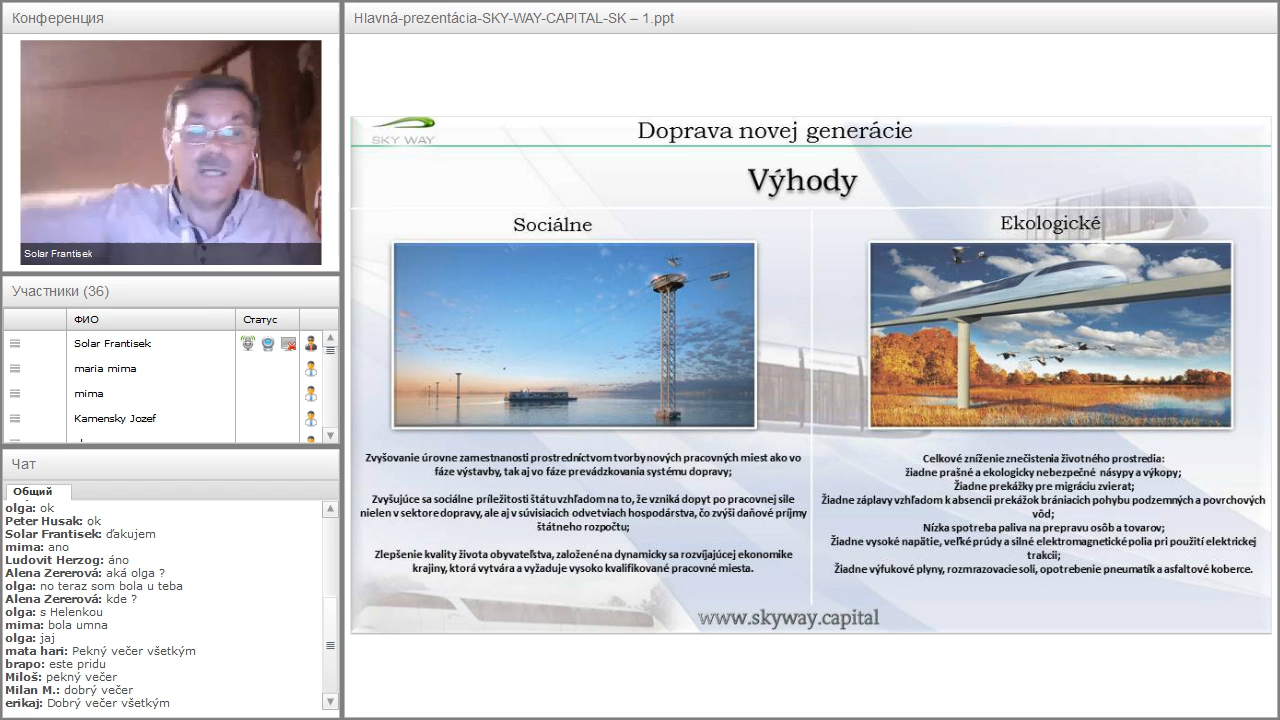 Конференция
Solar Frantisek
Участники (36)
ФИО
Статус
Solar Frantisek
maria mima
mima
Kamensky Jozef
Чат
Общий
olga: ok
Peter Husak: ok
Solar Frantisek: ďakujem
mima: ano
Ludovit Herzog: áno
Alena Zererová: aká olga ?
olga: no teraz som bola u teba
Alena Zererová: kde ?
olga: s Helenkou
mima: bola umna
olga: jaj
mata hari: Pekný večer všetkým
brapo: este pridu
Miloš: pekný večer
Milan M.: dobrý večer
erikaj: Dobrý večer všetkým
Hlavná-prezentácia-SKY-WAY-CAPITAL-SK – 1.ppt
SKY WAY
Doprava novej generácie
Výhody
Sociálne
Zvyšovanie úrovne zamestnanosti prostredníctvom tvorby nových pracovných miest ako vo
fáze výstavby, tak aj vo fáze prevádzkovania systému dopravy;
Zvyšujúce sa sociálne príležitosti štátu vzhľadom na to, že vzniká dopyt po pracovnej sile
nielen v sektore dopravy, ale aj v súvisiacich odvetviach hospodárstva, čo zvýši daňové príjmy
štátneho rozpočtu;
Zlepšenie kvality života obyvateľstva, založené na dynamicky sa rozvíjajúcej ekonomike
krajiny, ktorá vytvára a vyžaduje vysoko kvalifikované pracovné miesta.
Ekologické
Celkové zníženie znečistenia životného prostredia:
žiadne prašné a ekologicky nebezpečné násypy a výkopy;
Žiadne prekážky pre migráciu zvierat;
Žiadne záplavy vzhľadom k absencii prekážok brániacich pohybu podzemných a povrchových
vôd;
Nízka spotreba paliva na prepravu osôb a tovarov;
Žiadne vysoké napätie, veľké prúdy a silné elektromagnetické polia pri použití elektrickej
trakcii;
Žiadne výfukové plyny, rozmrazovacie soli, opotrebenie pneumatík a asfaltové koberce.
www.skyway.capital